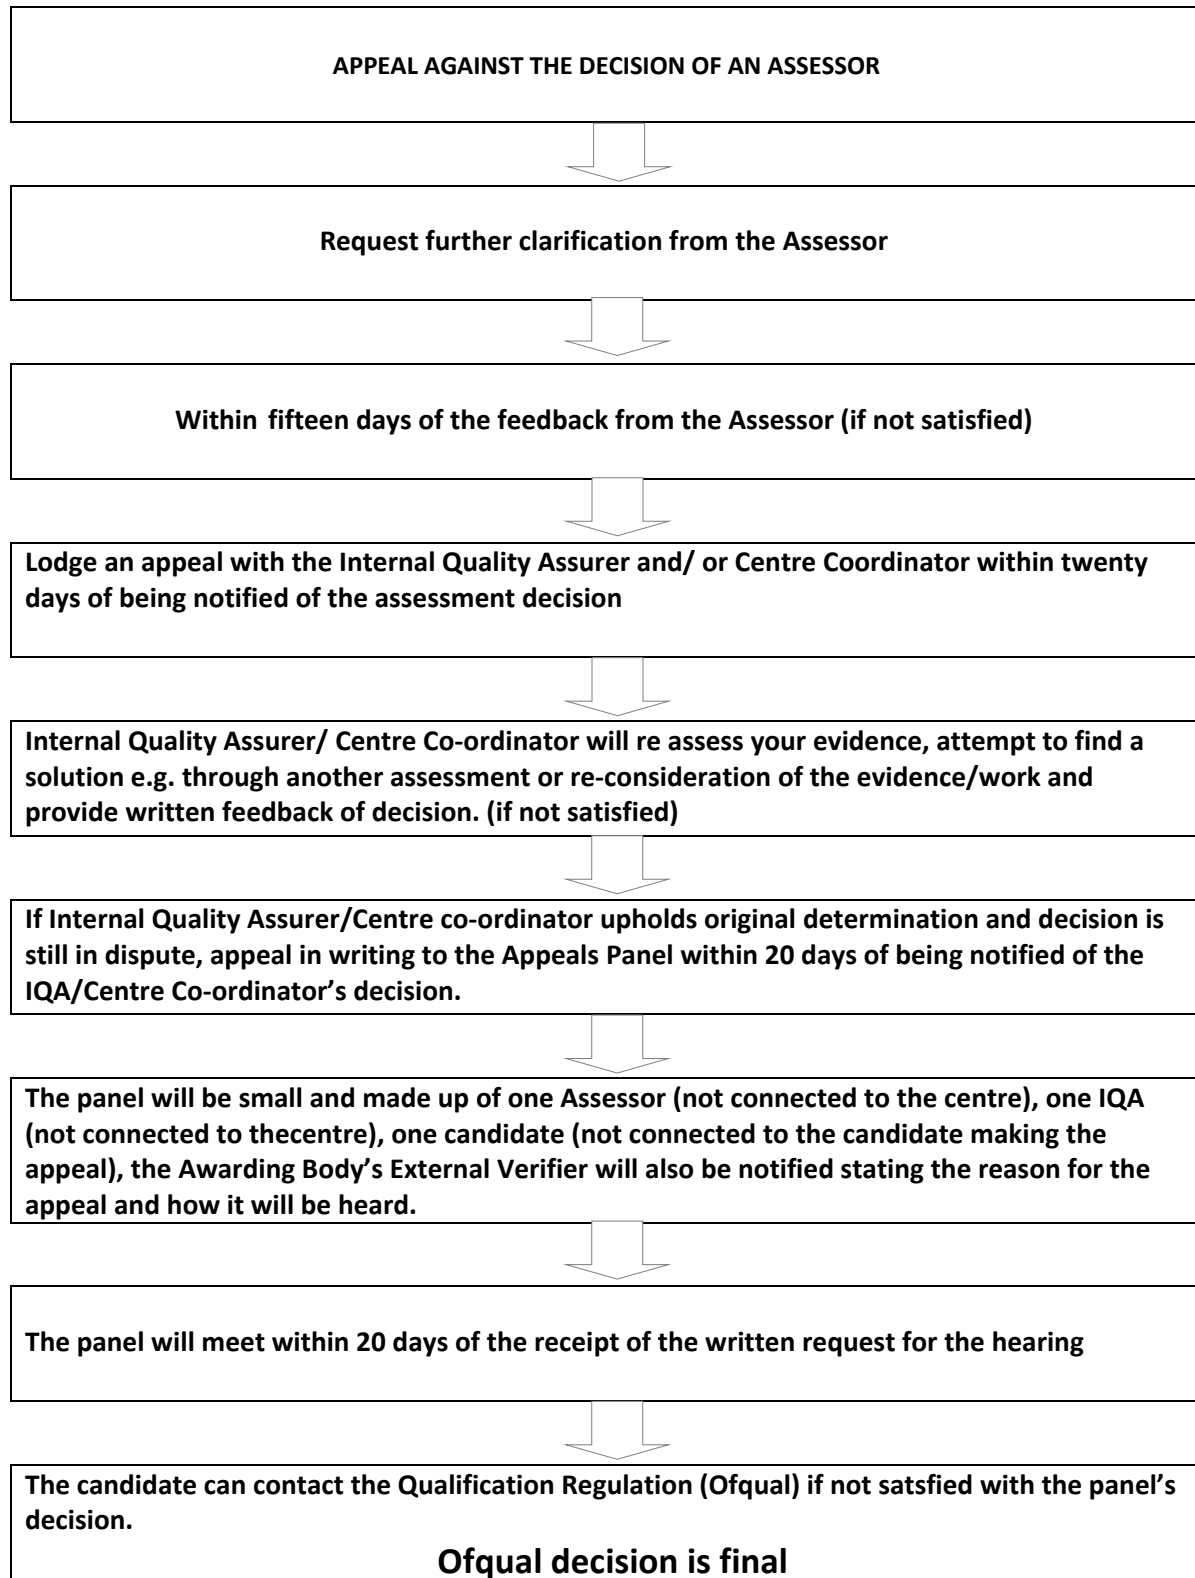 APPEAL AGAINST THE DECISION OF AN ASSESSOR
Request further clarification from the Assessor
Within fifteen days of the feedback from the Assessor (if not satisfied)
Lodge an appeal with the Internal Quality Assurer and/ or Centre Coordinator within twenty
days of being notified of the assessment decision
Internal Quality Assurer/ Centre Co-ordinator will re assess your evidence, attempt to find a
solution e.g. through another assessment or re-consideration of the evidence/work and
provide written feedback of decision. (if not satisfied)
If Internal Quality Assurer/Centre co-ordinator upholds original determination and decision is
still in dispute, appeal in writing to the Appeals Panel within 20 days of being notified of the
IQA/Centre Co-ordinator’s decision.
The panel will be small and made up of one Assessor (not connected to the centre), one IQA
(not connected to thecentre), one candidate (not connected to the candidate making the
appeal), the Awarding Body’s External Verifier will also be notified stating the reason for the
appeal and how it will be heard.
The panel will meet within 20 days of the receipt of the written request for the hearing
The candidate can contact the Qualification Regulation (Ofqual) if not satsfied with the panel’s
decision.
Ofqual decision is final